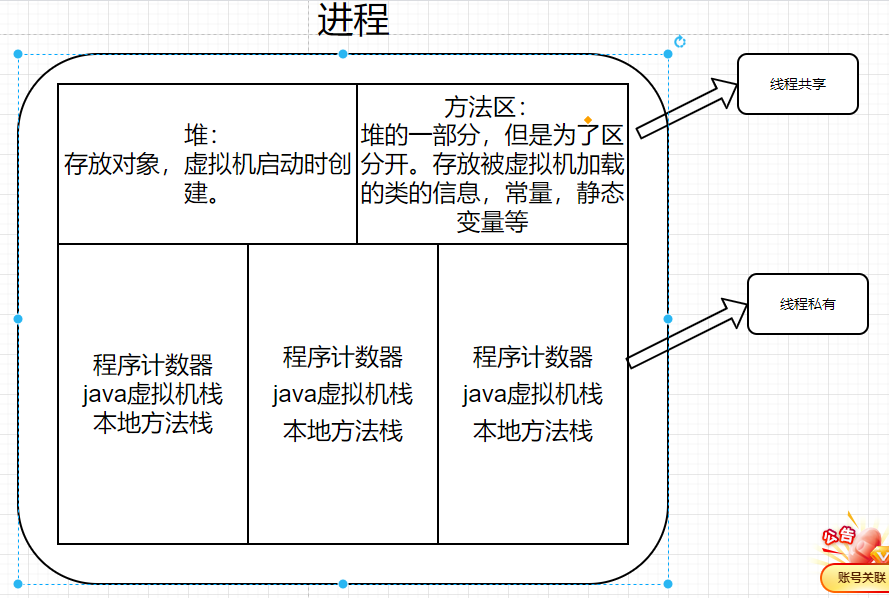 进程
堆：
存放对象，虚拟机启动时创
建。
方法区：
堆的一部分，但是为了区
分开。存放被虚拟机加载
的类的信息，常量，静态
变量等
线程共享
程序计数器
java虚拟机栈
本地方法栈
程序计数器
java虚拟机栈
本地方法栈
程序计数器
java虚拟机栈
本地方法栈
线程私有
公告
账号关联